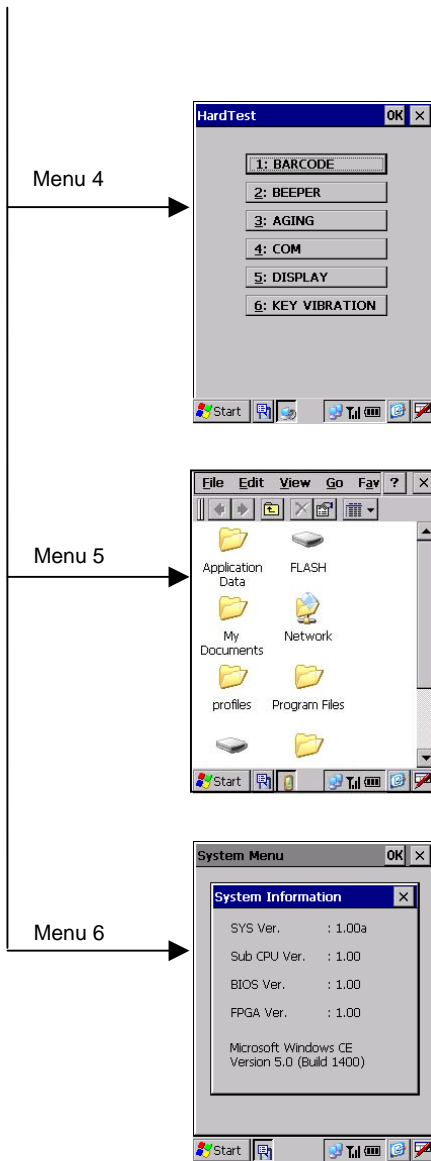 Menu 4
HardTest OK ×
1: BARCODE
2: BEEPER
3: AGING
4: COM
5: DISPLAY
6: KEY VIBRATION
Start
Menu 5
File Edit View Go Fav ? ×
Application Data
FLASH
My Documents
Network
profiles
Program Files
Start
Menu 6
System Menu OK ×
System Information ×
SYS Ver. : 1.00a
Sub CPU Ver. : 1.00
BIOS Ver. : 1.00
FPGA Ver. : 1.00
Microsoft Windows CE
Version 5.0 (Build 1400)
Start